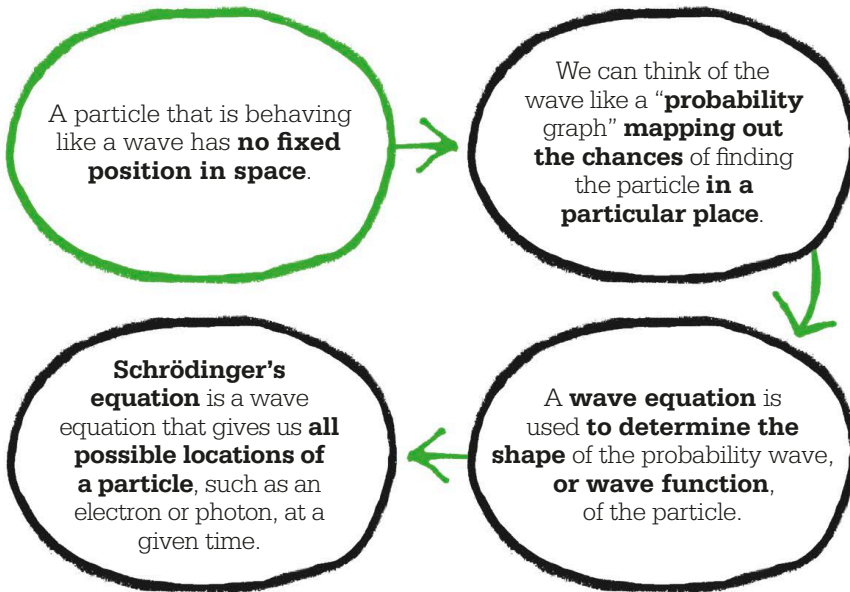 A particle that is behaving
like a wave has no fixed
position in space.
We can think of the
wave like a “probability
graph” mapping out
the chances of finding
the particle in a
particular place.
A wave equation is
used to determine the
shape of the probability wave,
or wave function,
of the particle.
Schrödinger’s
equation is a wave
equation that gives us all
possible locations of
a particle, such as an
electron or photon, at a
given time.